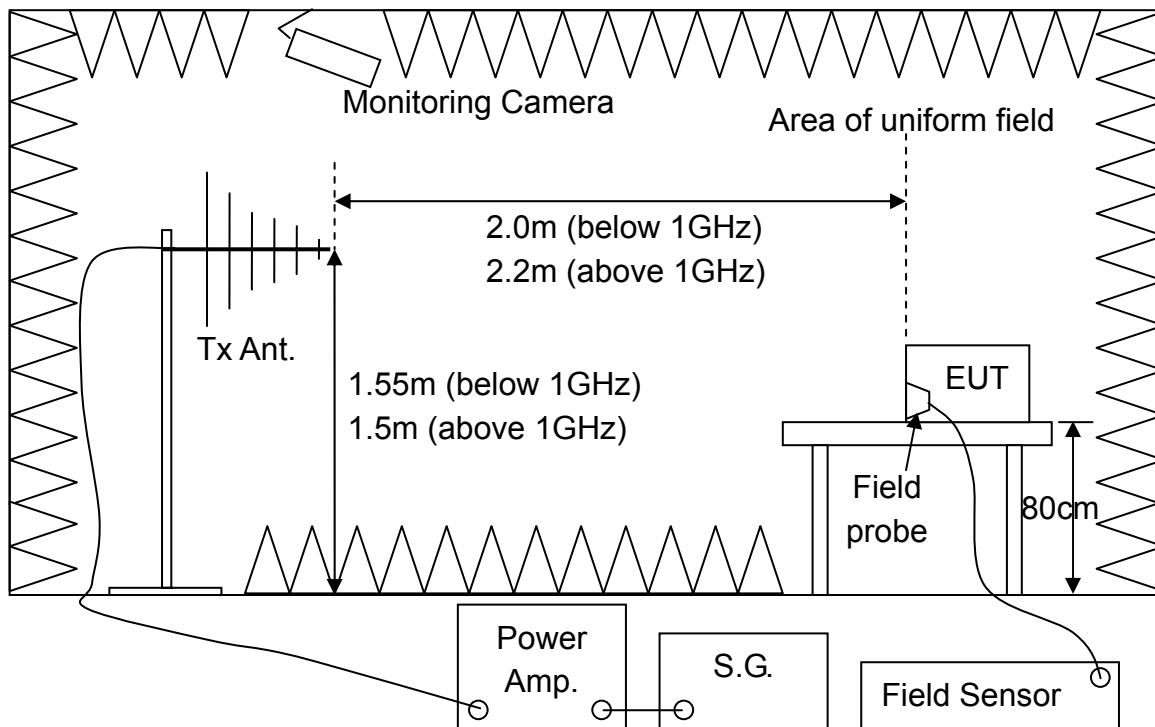 Monitoring Camera
Area of uniform field
2.0m (below 1GHz)
2.2m (above 1GHz)
Tx Ant.
1.55m (below 1GHz)
1.5m (above 1GHz)
EUT
Field
probe
80cm
Power
Amp.
S.G.
Field Sensor